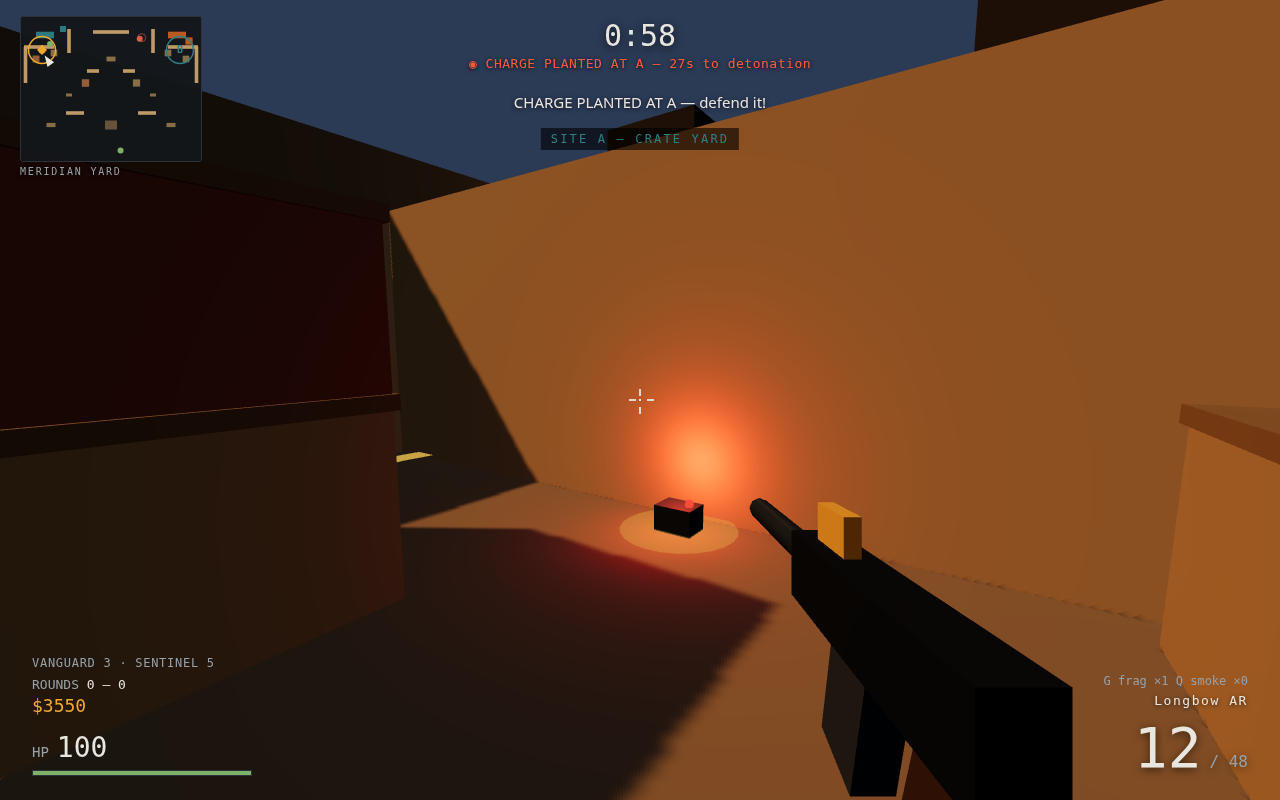 0:58
◉ CHARGE PLANTED AT A — 27s to detonation
CHARGE PLANTED AT A — defend it!
SITE A — CRATE YARD
MERIDIAN YARD
VANGUARD 3 · SENTINEL 5
ROUNDS 0 — 0
$3550
HP 100
G frag ×1 Q smoke ×0
Longbow AR
12 / 48